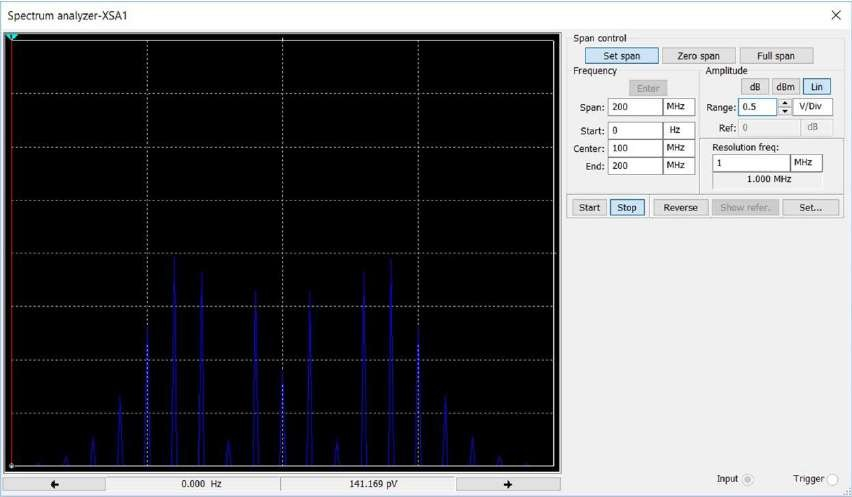 Spectrum analyzer-XSA1
Span control
Set span Zero span Full span
Frequency
Enter
Span: 200 MHz
Start: 0 Hz
Center: 100 MHz
End: 200 MHz
Amplitude
dB dBm Lin
Range: 0.5 V/Div
Ref: 0 dB
Resolution freq:
1 MHz
1.000 MHz
Start Stop Reverse Show refer. Set...
0.000 Hz 141.169 pV
Input Trigger